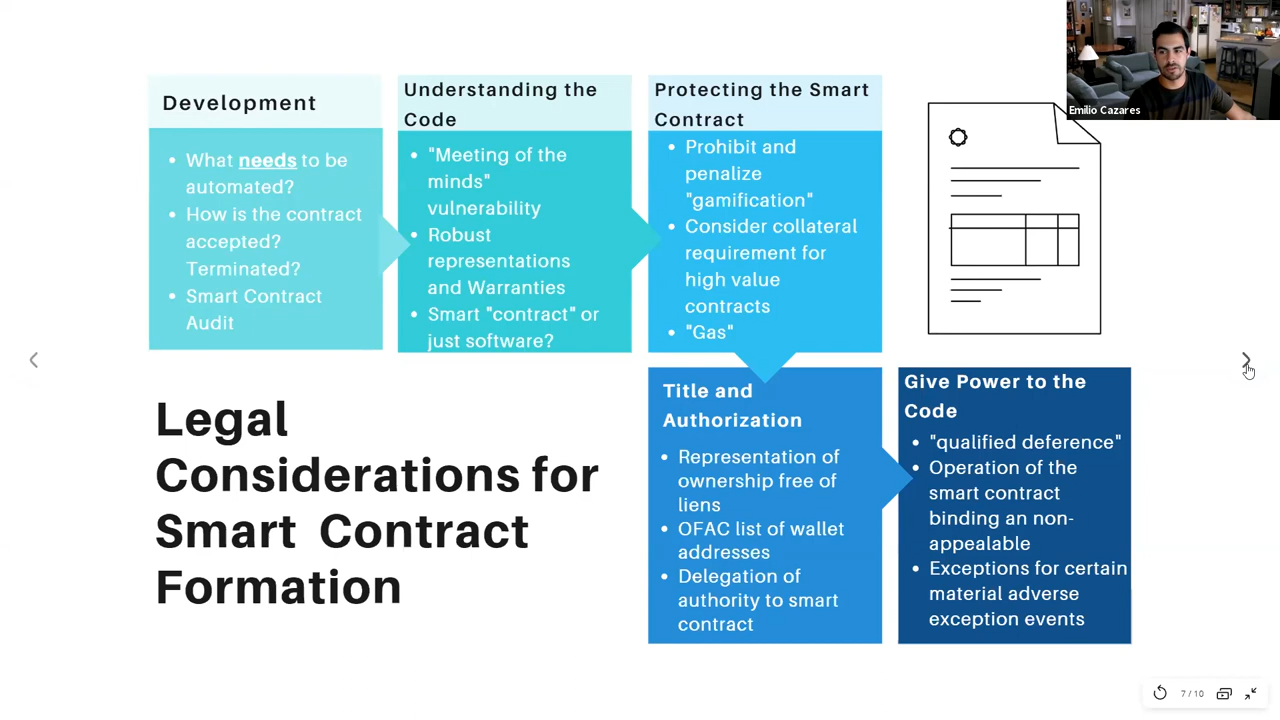 Emilio Cazares
Development
• What needs to be
automated?
• How is the contract
accepted?
Terminated?
• Smart Contract
Audit
Understanding the
Code
• "Meeting of the
minds"
vulnerability
• Robust
representations
and Warranties
• Smart "contract" or
just software?
Protecting the Smart
Contract
• Prohibit and
penalize
"gamification"
• Consider collateral
requirement for
high value
contracts
• "Gas"
Title and
Authorization
• Representation of
ownership free of
liens
• OFAC list of wallet
addresses
• Delegation of
authority to smart
contract
Give Power to the
Code
• "qualified deference"
• Operation of the
smart contract
binding an non-
appealable
• Exceptions for certain
material adverse
exception events
Legal
Considerations for
Smart Contract
Formation
7 / 10